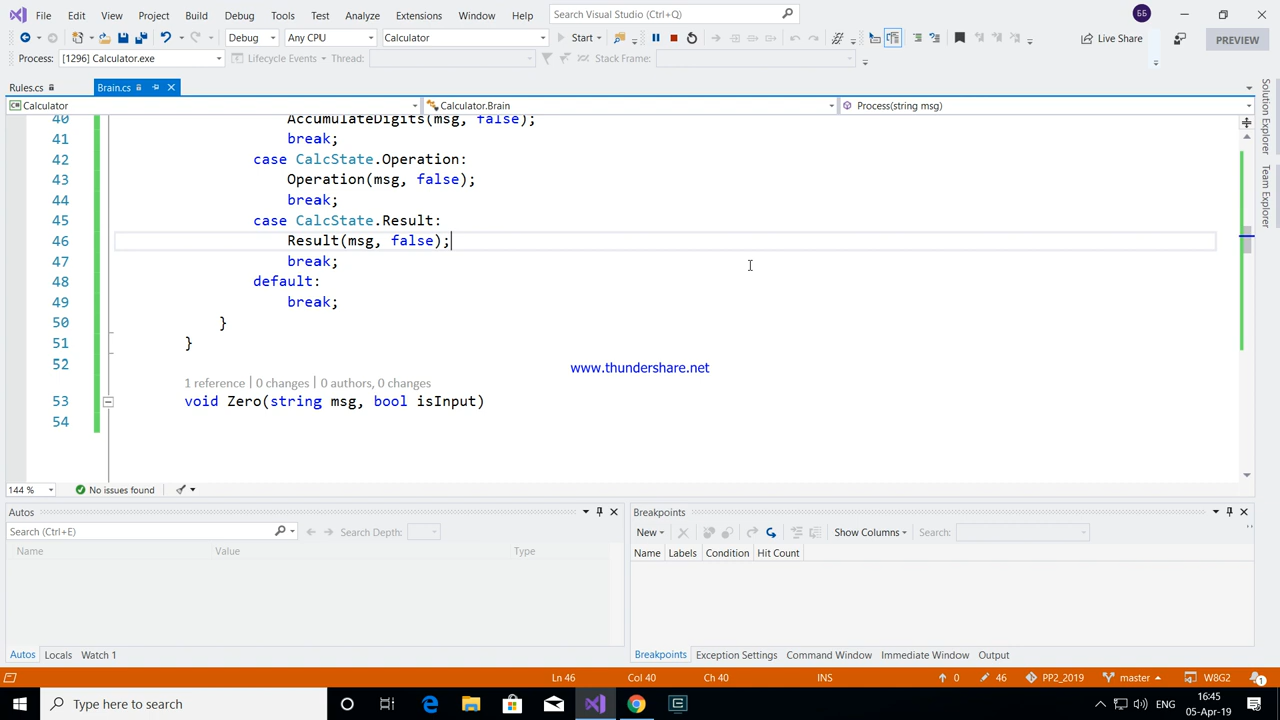 File Edit View Project Build Debug Tools Test Analyze Extensions Window Help Search Visual Studio (Ctrl+Q) ББ
Debug Any CPU Calculator Start Live Share PREVIEW
Process: [1296] Calculator.exe Lifecycle Events Thread: Stack Frame:
Rules.cs Brain.cs
Calculator Calculator.Brain Process(string msg)
40 AccumulateDigits(msg, false);
41 break;
42 case CalcState.Operation:
43 Operation(msg, false);
44 break;
45 case CalcState.Result:
46 Result(msg, false);
47 break;
48 default:
49 break;
50 }
51 }
52
www.thundershare.net
1 reference | 0 changes | 0 authors, 0 changes
53 void Zero(string msg, bool isInput)
54
Solution Explorer
Team Explorer
144 % No issues found
Autos
Search (Ctrl+E) Search Depth:
Name Value Type
Autos Locals Watch 1
Breakpoints
New Show Columns Search:
Name Labels Condition Hit Count
Breakpoints Exception Settings Command Window Immediate Window Output
Ln 46 Col 40 Ch 40 INS 0 46 PP2_2019 master W8G2 1
Type here to search ENG 16:45
05-Apr-19